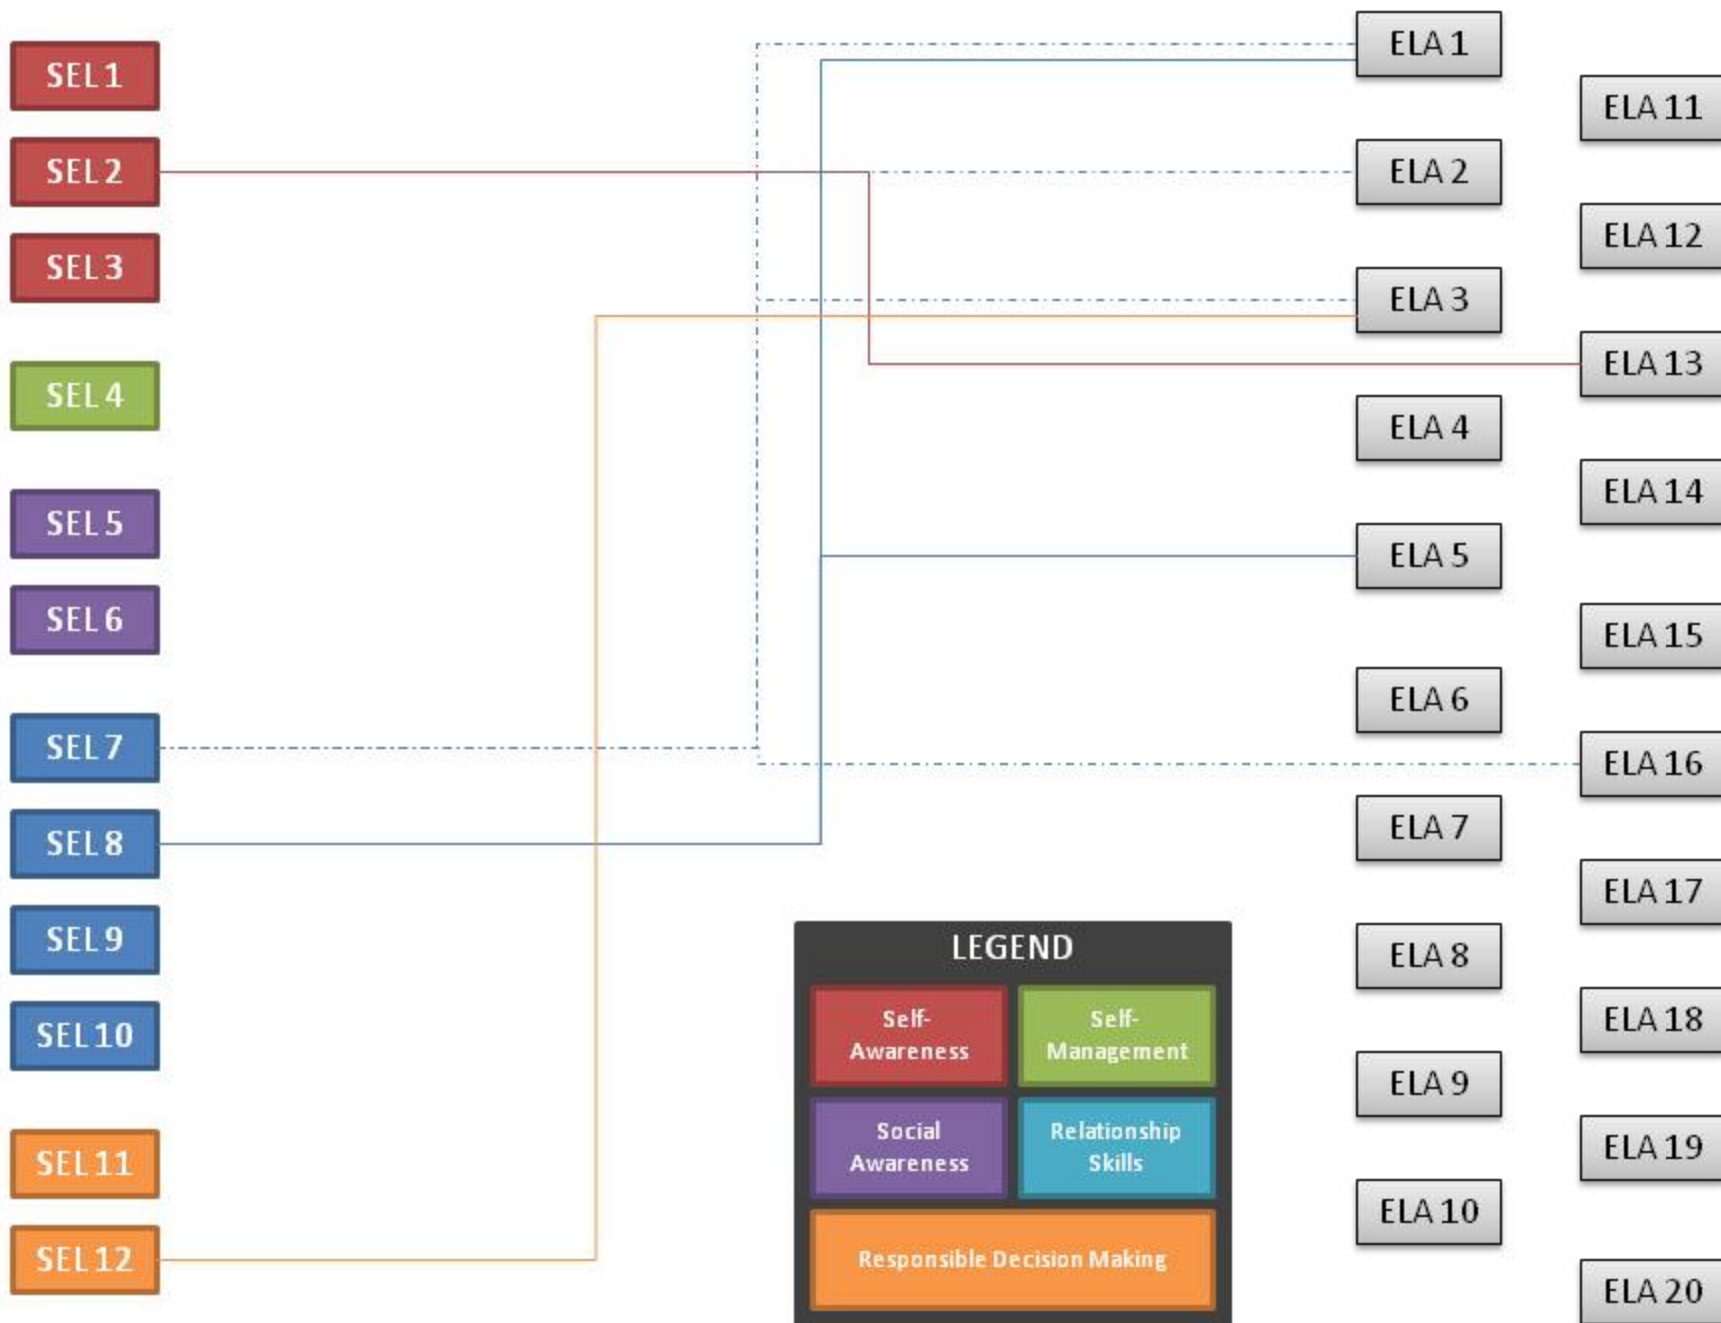 SEL 1
SEL 2
SEL 3
SEL 4
SEL 5
SEL 6
SEL 7
SEL 8
SEL 9
SEL 10
SEL 11
SEL 12
LEGEND
Self-
Awareness
Self-
Management
Social
Awareness
Relationship
Skills
Responsible Decision Making
ELA 1
ELA 2
ELA 3
ELA 4
ELA 5
ELA 6
ELA 7
ELA 8
ELA 9
ELA 10
ELA 11
ELA 12
ELA 13
ELA 14
ELA 15
ELA 16
ELA 17
ELA 18
ELA 19
ELA 20